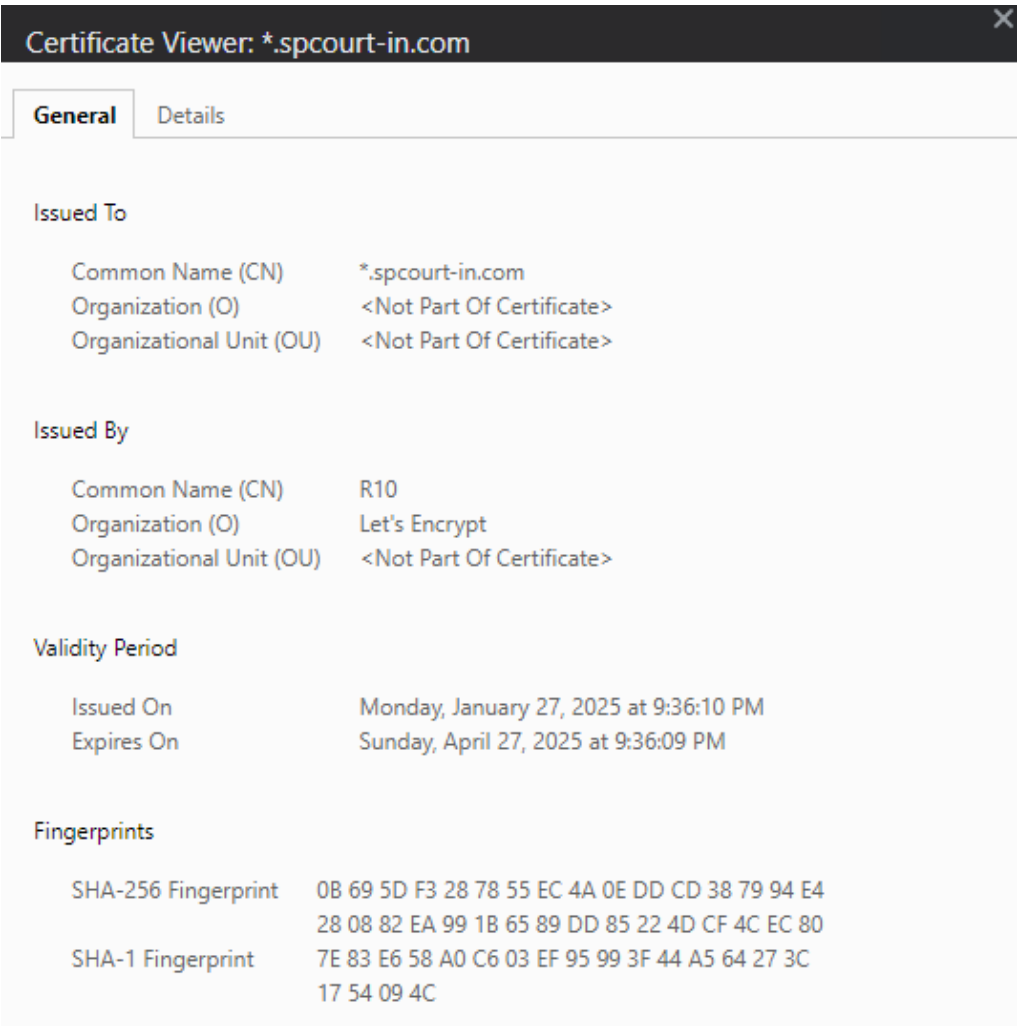 Certificate Viewer: *.spcourt-in.com
General Details
Issued To
Common Name (CN) *.spcourt-in.com
Organization (O) <Not Part Of Certificate>
Organizational Unit (OU) <Not Part Of Certificate>
Issued By
Common Name (CN) R10
Organization (O) Let's Encrypt
Organizational Unit (OU) <Not Part Of Certificate>
Validity Period
Issued On Monday, January 27, 2025 at 9:36:10 PM
Expires On Sunday, April 27, 2025 at 9:36:09 PM
Fingerprints
SHA-256 Fingerprint 0B 69 5D F3 28 78 55 EC 4A 0E DD CD 38 79 94 E4
28 08 82 EA 99 1B 65 89 DD 85 22 4D CF 4C EC 80
SHA-1 Fingerprint 7E 83 E6 58 A0 C6 03 EF 95 99 3F 44 A5 64 27 3C
17 54 09 4C